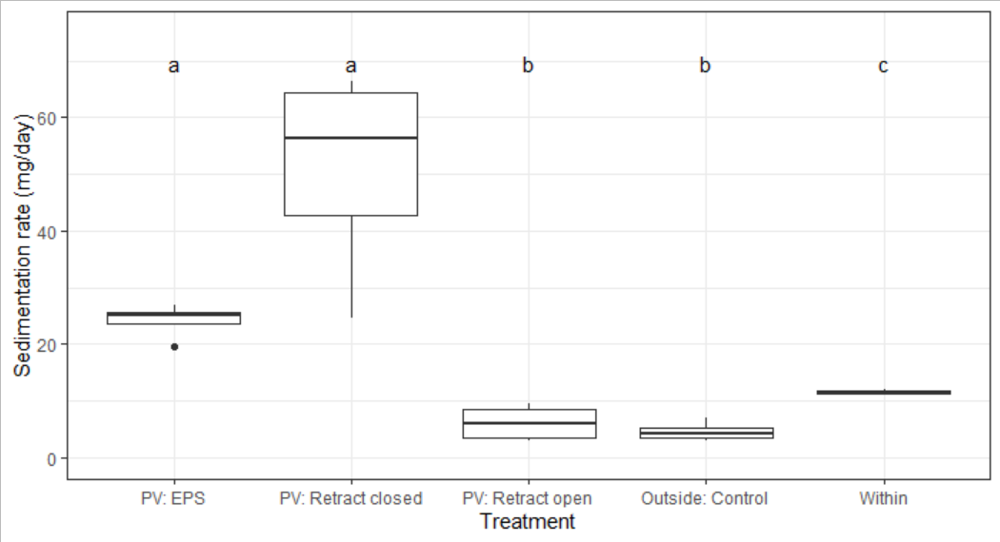 a a b b c
Sedimentation rate (mg/day)
60
40
20
0
PV: EPS PV: Retract closed PV: Retract open Outside: Control Within
Treatment